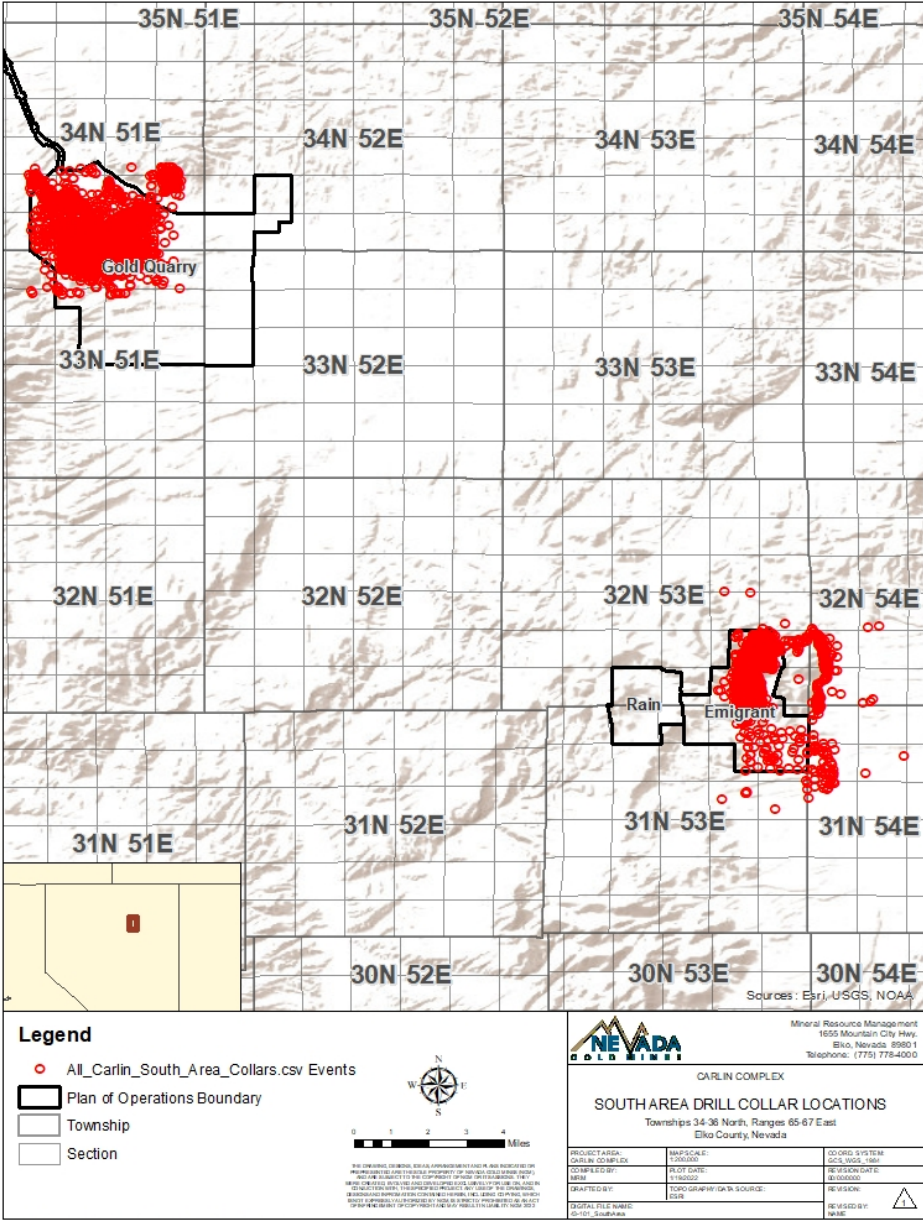 35N 51E
35N 52E
35N 54E
34N 51E
34N 52E
34N 53E
34N 54E
Gold Quarry
33N 51E
33N 52E
33N 53E
33N 54E
32N 51E
32N 52E
32N 53E
32N 54E
Rain
Emigrant
31N 51E
31N 52E
31N 53E
31N 54E
30N 52E
30N 53E
30N 54E
Sources: Esri, USGS, NOAA
Legend
All_Carlin_South_Area_Collars.csv Events
Plan of Operations Boundary
Township
Section
N
W E
S
0 1 2 3 4
Miles
NEVADA
GOLD MINES
Mineral Resource Management
1655 Mountain City Hwy.
Elko, Nevada 89801
Telephone: (775) 778-4000
CARLIN COMPLEX
SOUTH AREA DRILL COLLAR LOCATIONS
Townships 34-36 North, Ranges 65-67 East
Elko County, Nevada
PROJECT AREA:
CARLIN COMPLEX
MAP SCALE:
1:200,000
COORD SYSTEM:
COMPILED BY:
MRM
PLOT DATE:
1/19/2022
REVISION DATE:
00/00/0000
DRAFTED BY:
TOPOGRAPHY/DATA SOURCE:
ESRI
REVISION:
DIGITAL FILE NAME:
REVISED BY:
NAME
1